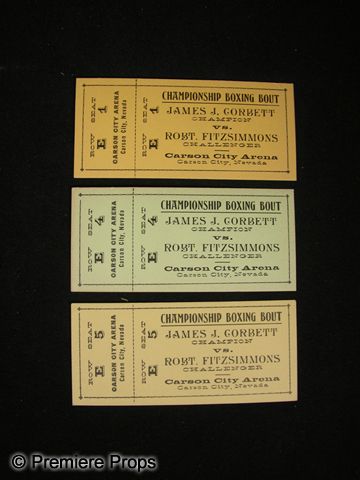 ROW SEAT
E 1
CARSON CITY ARENA
Carson City, Nevada
ROW SEAT
E 1
CHAMPIONSHIP BOXING BOUT
JAMES J. CORBETT
CHAMPION
VS.
ROBT. FITZSIMMONS
CHALLENGER
Carson City Arena
Carson City, Nevada
ROW SEAT
E 4
CARSON CITY ARENA
Carson City, Nevada
ROW SEAT
E 4
CHAMPIONSHIP BOXING BOUT
JAMES J. CORBETT
CHAMPION
VS.
ROBT. FITZSIMMONS
CHALLENGER
Carson City Arena
Carson City, Nevada
ROW SEAT
E 5
CARSON CITY ARENA
Carson City, Nevada
ROW SEAT
E 5
CHAMPIONSHIP BOXING BOUT
JAMES J. CORBETT
CHAMPION
VS.
ROBT. FITZSIMMONS
CHALLENGER
Carson City Arena
Carson City, Nevada
© Premiere Props